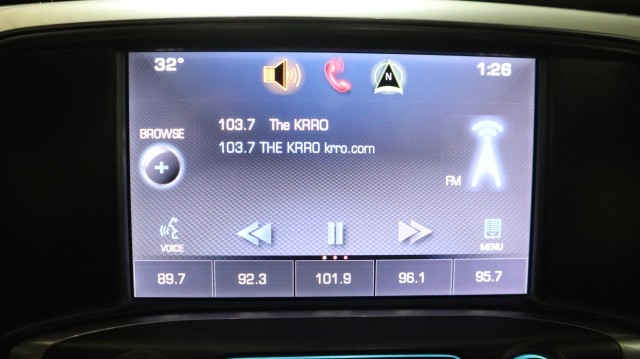 32°
N
1:26
103.7 The KRRO
BROWSE
103.7 THE KRRO krro.com
FM
VOICE
MENU
89.7 92.3 101.9 96.1 95.7